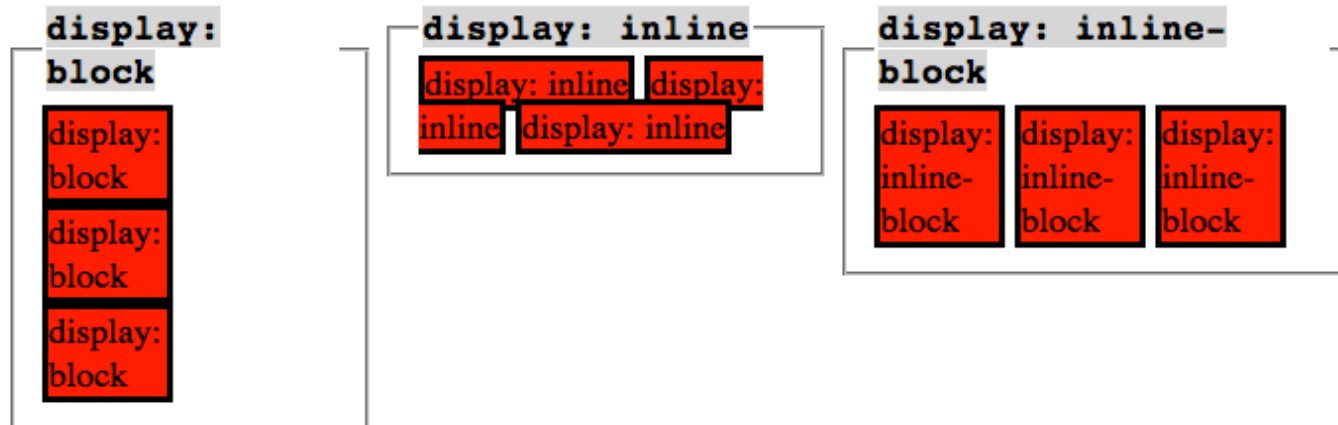 display:
block
display:
block
display:
block
display:
block
display: inline
display: inline display:
inline display: inline
display: inline-
block
display:
inline-
block
display:
inline-
block
display:
inline-
block